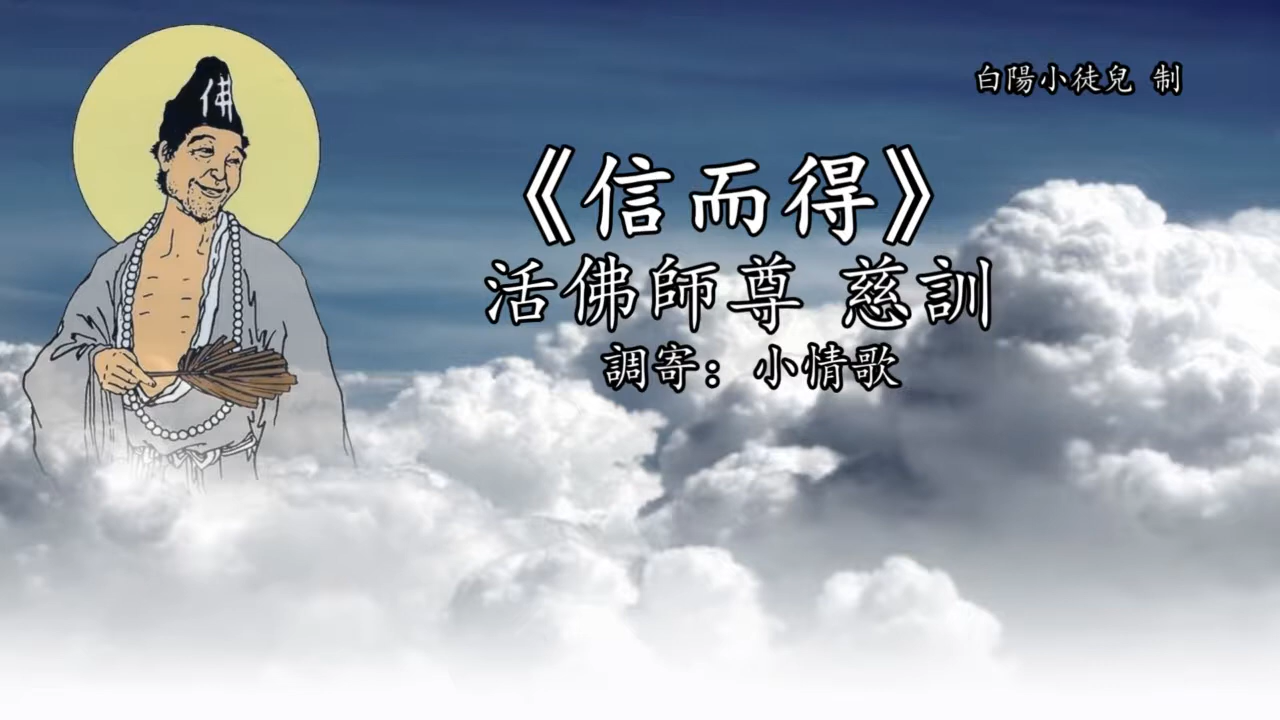 白陽小徒兒 制
佛
《信而得》
活佛師尊 慈訓
調寄：小情歌